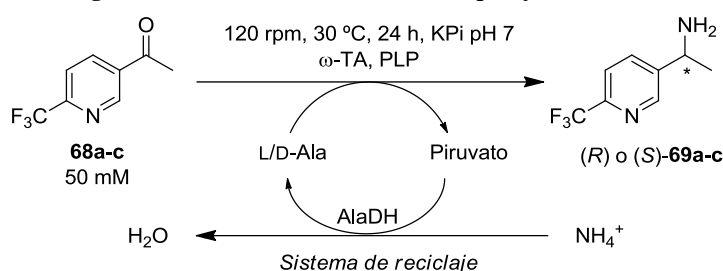 O
120 rpm, 30 ºC, 24 h, KPi pH 7
ω-TA, PLP
NH2
*
F3C
N
F3C
N
68a-c
50 mM
L/D-Ala
Piruvato
(R) o (S)-69a-c
AlaDH
H2O
NH4+
Sistema de reciclaje